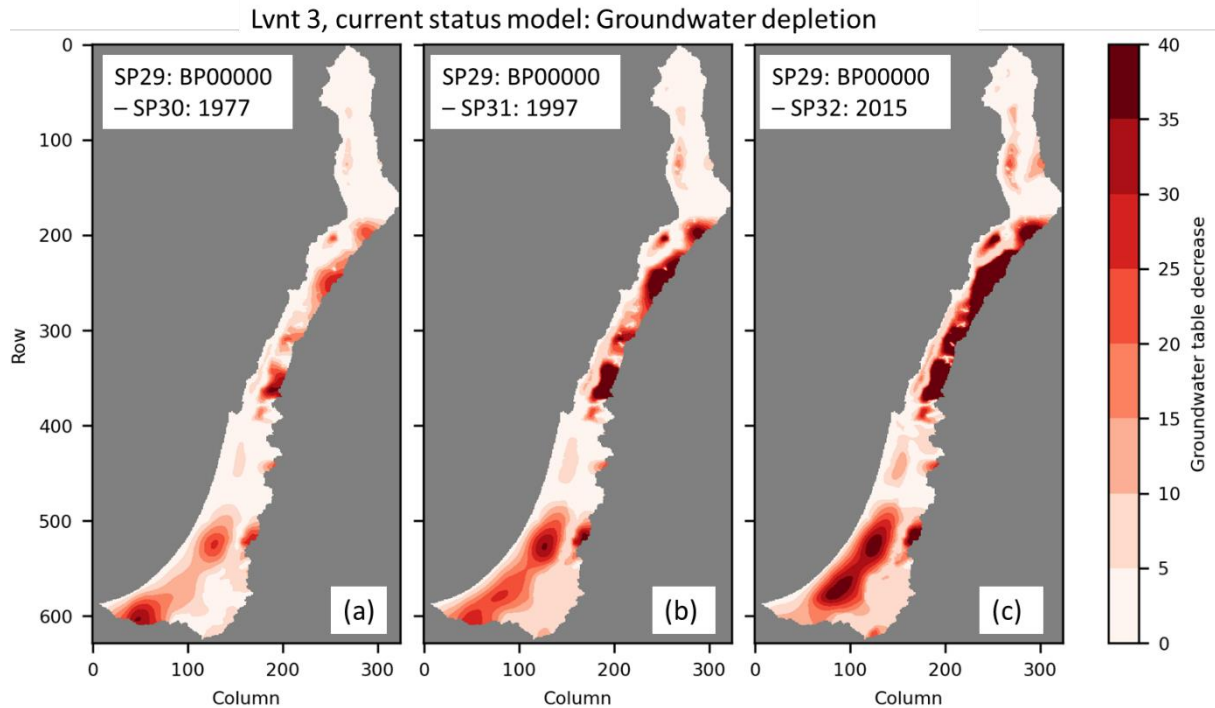 Lvnt 3, current status model: Groundwater depletion
SP29: BP00000
– SP30: 1977
SP29: BP00000
– SP31: 1997
SP29: BP00000
– SP32: 2015
0
100
200
300
400
500
600
Row
(a)
(b)
(c)
0
100
200
300
0
100
200
300
0
100
200
300
Column
Column
Column
40
35
30
25
20
15
10
5
0
Groundwater table decrease